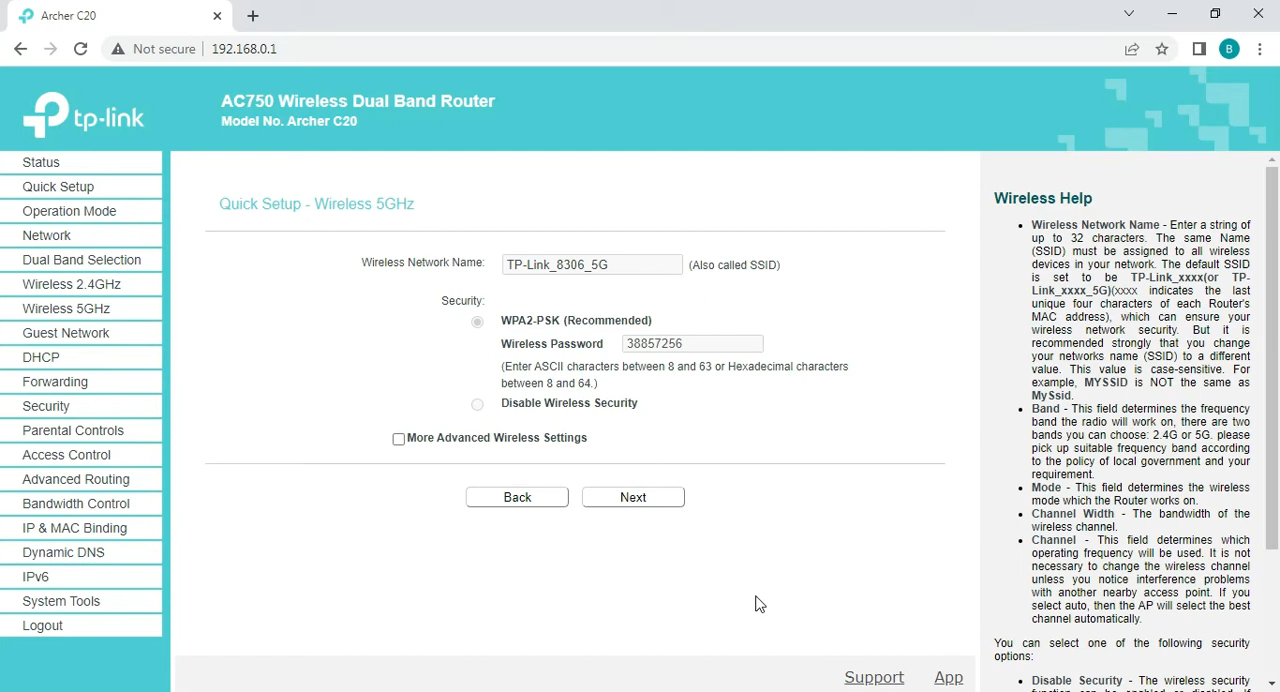 Archer C20
Not secure
192.168.0.1
B
tp-link
AC750 Wireless Dual Band Router
Model No. Archer C20
Status
Quick Setup
Operation Mode
Network
Dual Band Selection
Wireless 2.4GHz
Wireless 5GHz
Guest Network
DHCP
Forwarding
Security
Parental Controls
Access Control
Advanced Routing
Bandwidth Control
IP & MAC Binding
Dynamic DNS
IPv6
System Tools
Logout
Quick Setup - Wireless 5GHz
Wireless Network Name: TP-Link_8306_5G (Also called SSID)
Security:
WPA2-PSK (Recommended)
Wireless Password 38857256
(Enter ASCII characters between 8 and 63 or Hexadecimal characters
between 8 and 64.)
Disable Wireless Security
More Advanced Wireless Settings
Back Next
Support App
Wireless Help
• Wireless Network Name - Enter a string of
up to 32 characters. The same Name
(SSID) must be assigned to all wireless
devices in your network. The default SSID
is set to be TP-Link_xxxx(or TP-
Link_xxxx_5G)(xxxx indicates the last
unique four characters of each Router's
MAC address), which can ensure your
wireless network security. But it is
recommended strongly that you change
your networks name (SSID) to a different
value. This value is case-sensitive. For
example, MYSSID is NOT the same as
MySsid.
• Band - This field determines the frequency
band the radio will work on, there are two
bands you can choose: 2.4G or 5G. please
pick up suitable frequency band according
to the policy of local government and your
requirement.
• Mode - This field determines the wireless
mode which the Router works on.
• Channel Width - The bandwidth of the
wireless channel.
• Channel - This field determines which
operating frequency will be used. It is not
necessary to change the wireless channel
unless you notice interference problems
with another nearby access point. If you
select auto, then the AP will select the best
channel automatically.
You can select one of the following security
options:
• Disable Security - The wireless security
function can be enabled or disabled. If